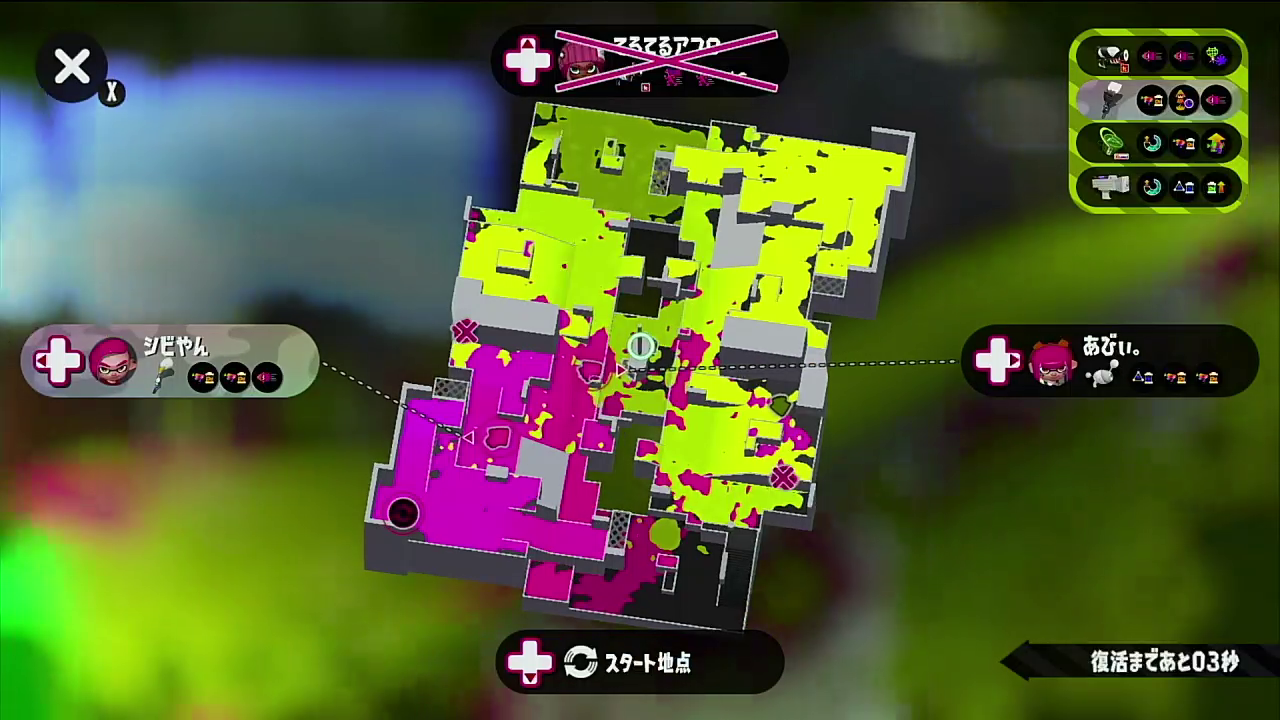 X
てるてるアフロ
シビやん
あびぃ。
スタート地点
復活まであと03秒